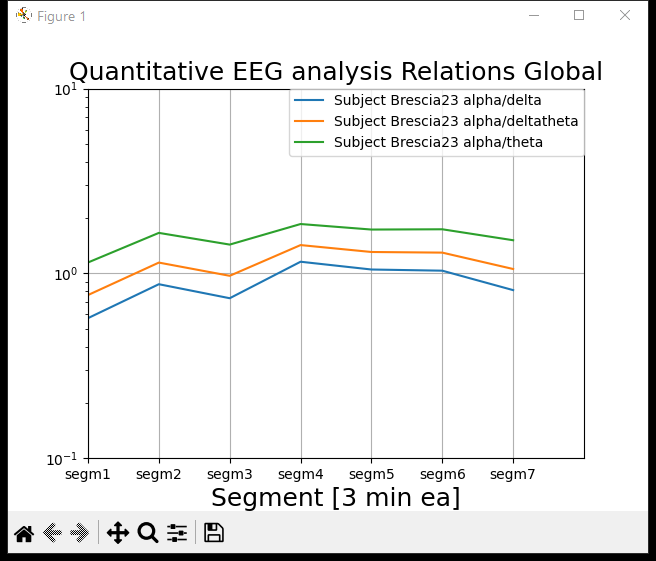 Figure 1
Quantitative EEG analysis Relations Global
10¹
Subject Brescia23 alpha/delta
Subject Brescia23 alpha/deltatheta
Subject Brescia23 alpha/theta
10⁰
10⁻¹
segm1 segm2 segm3 segm4 segm5 segm6 segm7
Segment [3 min ea]